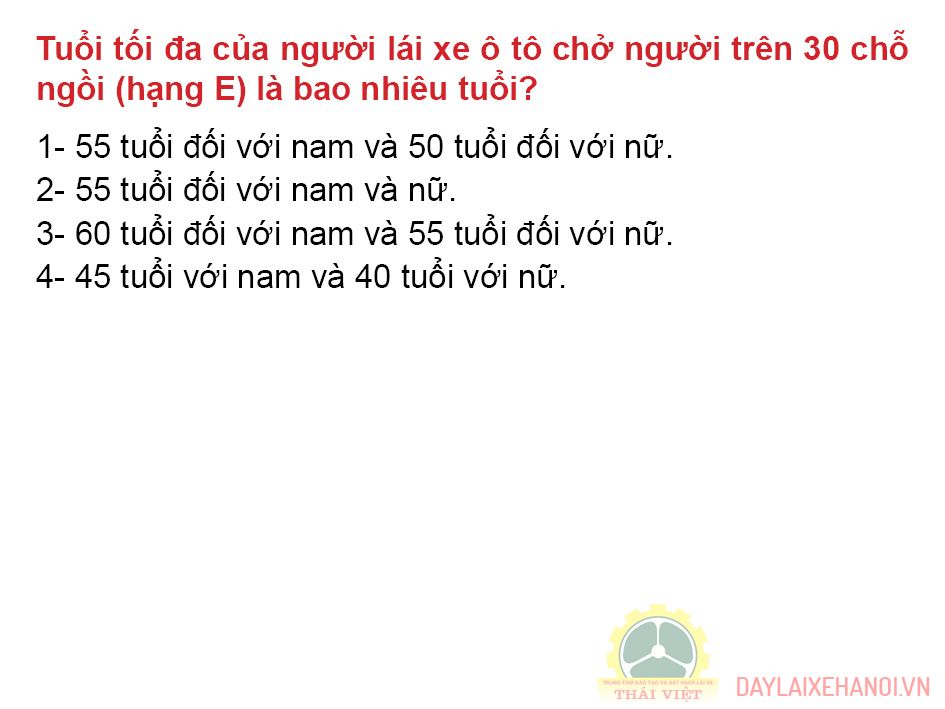 Tuổi tối đa của người lái xe ô tô chở người trên 30 chỗ
ngồi (hạng E) là bao nhiêu tuổi?
1- 55 tuổi đối với nam và 50 tuổi đối với nữ.
2- 55 tuổi đối với nam và nữ.
3- 60 tuổi đối với nam và 55 tuổi đối với nữ.
4- 45 tuổi với nam và 40 tuổi với nữ.
TRUNG TÂM ĐÀO TẠO VÀ SÁT HẠCH LÁI XE
THÁI VIỆT
DAYLAIXEHANOI.VN